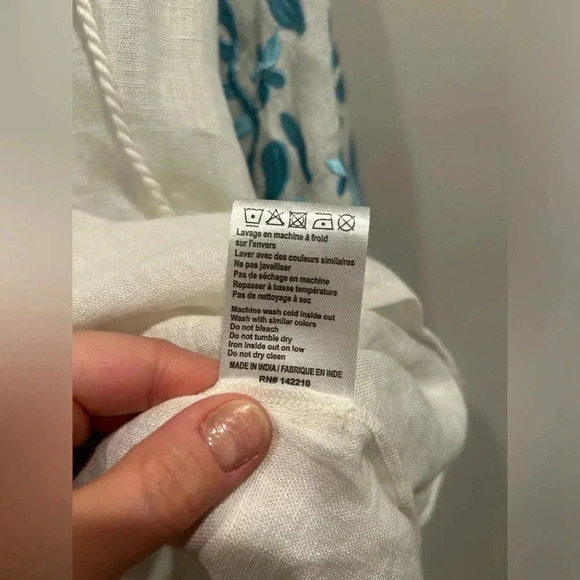 Lavage en machine à froid
sur l'envers
Laver avec des couleurs similaires
Ne pas javelliser
Pas de séchage en machine
Repasser à basse température
Pas de nettoyage à sec
Machine wash cold inside out
Wash with similar colors
Do not bleach
Do not tumble dry
Iron inside out on low
Do not dry clean
MADE IN INDIA / FABRIQUE EN INDE
RN# 142210